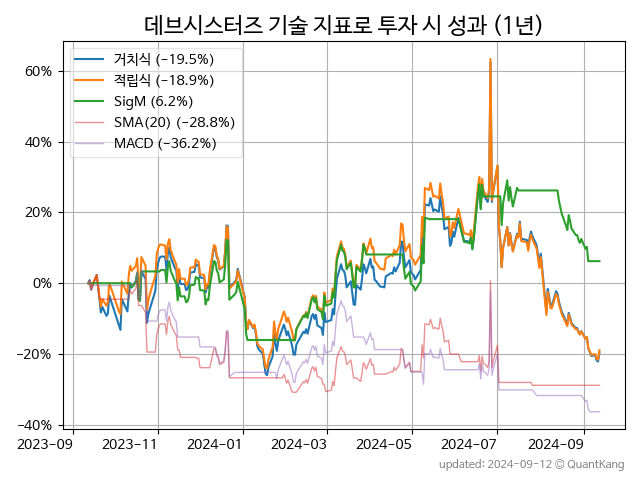 데브시스터즈 기술 지표로 투자 시 성과 (1년)
거치식 (−19.5%)
적립식 (−18.9%)
SigM (6.2%)
SMA(20) (−28.8%)
MACD (−36.2%)
60%
40%
20%
0%
−20%
−40%
2023-09 2023-11 2024-01 2024-03 2024-05 2024-07 2024-09
updated: 2024-09-12 ⓒ QuantKang